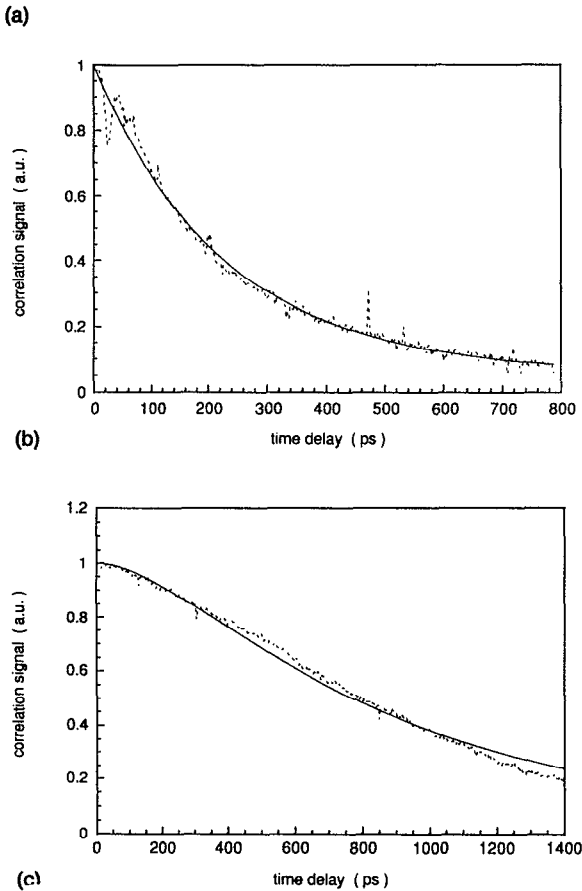 (a)
1
0.8
0.6
0.4
0.2
0
correlation signal ( a.u. )
0 100 200 300 400 500 600 700 800
time delay ( ps )
(b)
1.2
1
0.8
0.6
0.4
0.2
0
correlation signal ( a.u. )
0 200 400 600 800 1000 1200 1400
time delay ( ps )
(c)